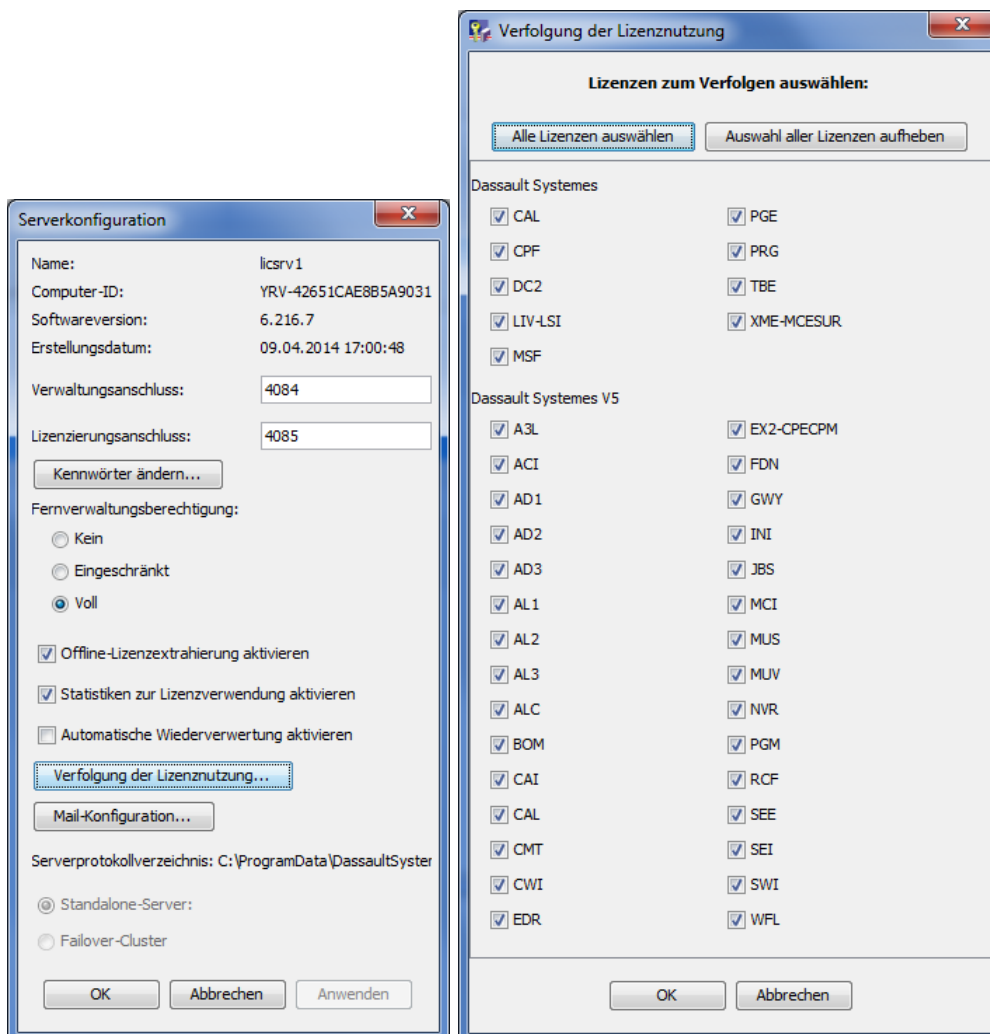 Serverkonfiguration
Name: licsrv1
Computer-ID: YRV-42651CAE8B5A9031
Softwareversion: 6.216.7
Erstellungsdatum: 09.04.2014 17:00:48
Verwaltungsanschluss: 4084
Lizenzierungsanschluss: 4085
Kennwörter ändern...
Fernverwaltungsberechtigung:
Kein
Eingeschränkt
Voll
Offline-Lizenzextrahierung aktivieren
Statistiken zur Lizenzverwendung aktivieren
Automatische Wiederverwertung aktivieren
Verfolgung der Lizenznutzung...
Mail-Konfiguration...
Serverprotokollverzeichnis: C:\ProgramData\DassaultSyster
Standalone-Server:
Failover-Cluster
OK Abbrechen Anwenden
Verfolgung der Lizenznutzung
Lizenzen zum Verfolgen auswählen:
Alle Lizenzen auswählen Auswahl aller Lizenzen aufheben
Dassault Systemes
CAL PGE
CPF PRG
DC2 TBE
LIV-LSI XME-MCESUR
MSF
Dassault Systemes V5
A3L EX2-CPECPM
ACI FDN
AD1 GWY
AD2 INI
AD3 JBS
AL1 MCI
AL2 MUS
AL3 MUV
ALC NVR
BOM PGM
CAI RCF
CAL SEE
CMT SEI
CWI SWI
EDR WFL
OK Abbrechen